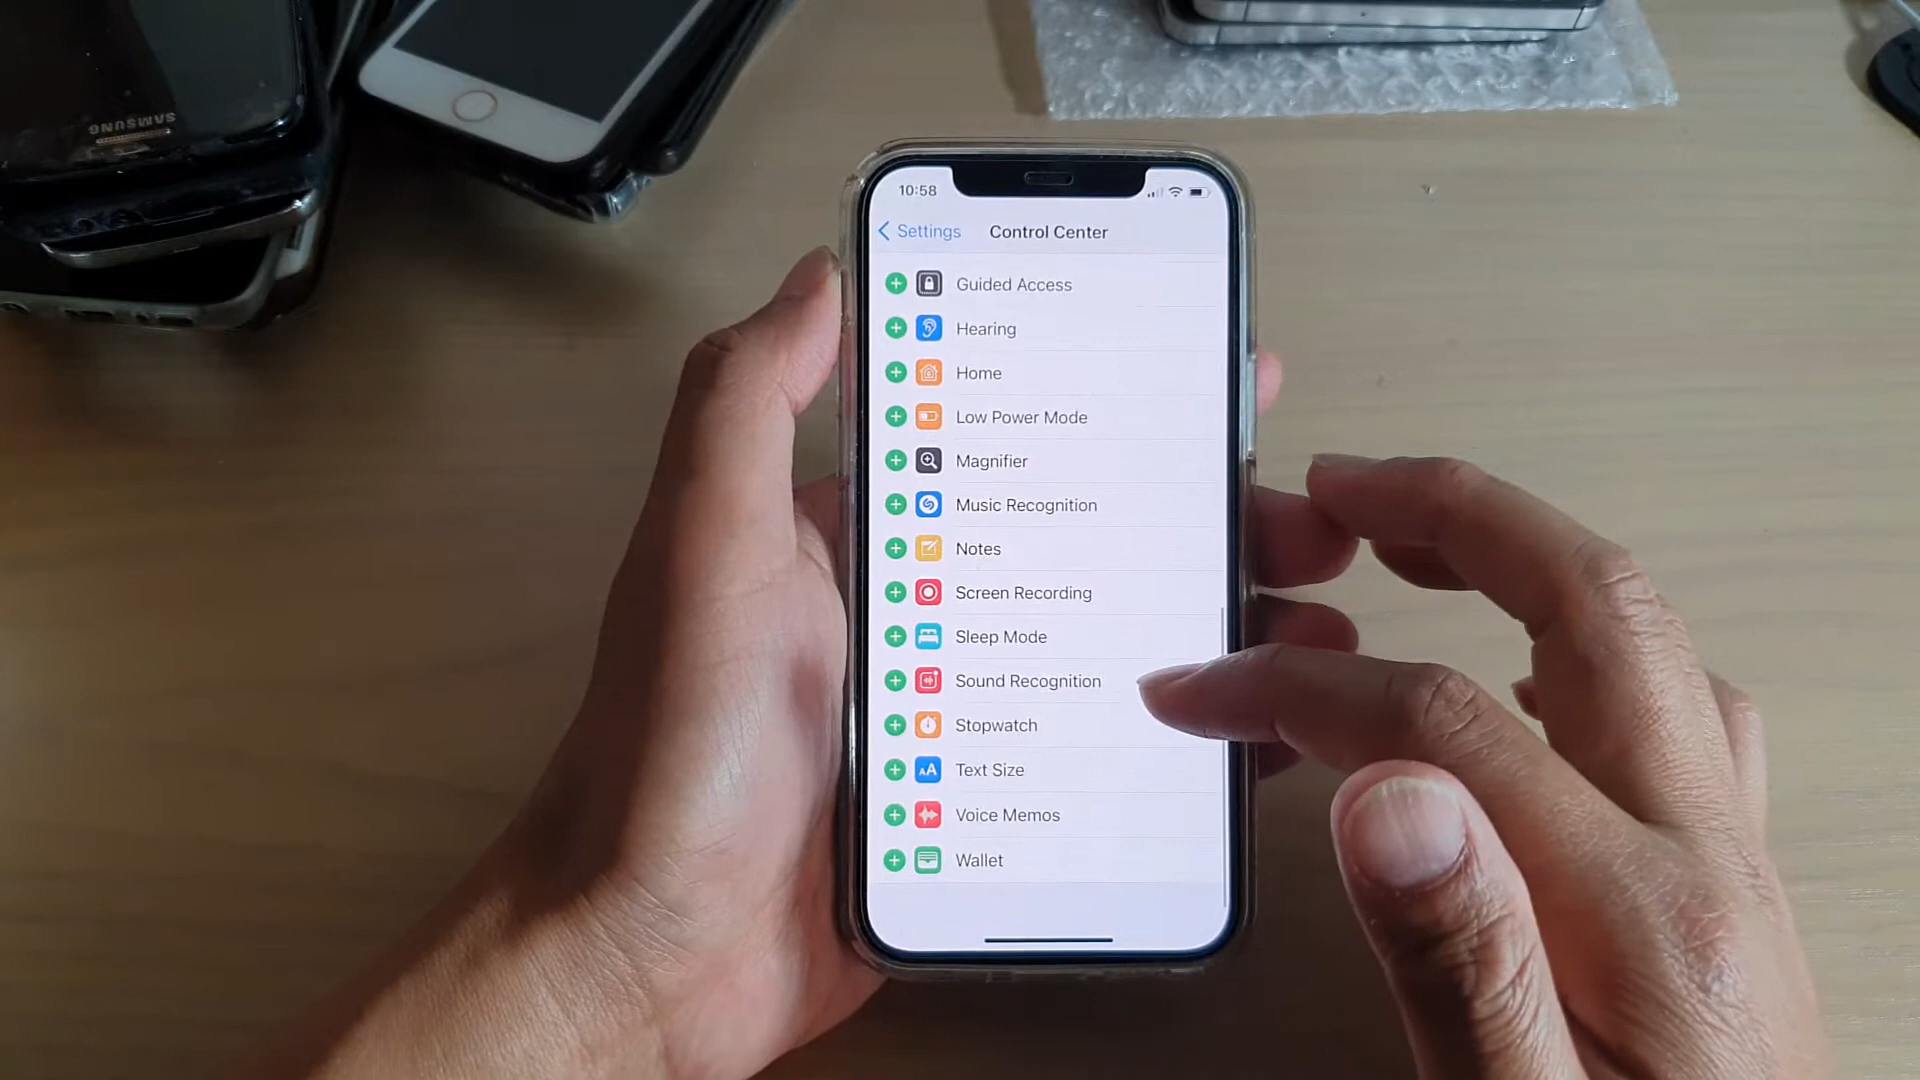 SAMSUNG
10:58
Settings
Control Center
Guided Access
Hearing
Home
Low Power Mode
Magnifier
Music Recognition
Notes
Screen Recording
Sleep Mode
Sound Recognition
Stopwatch
AA Text Size
Voice Memos
Wallet